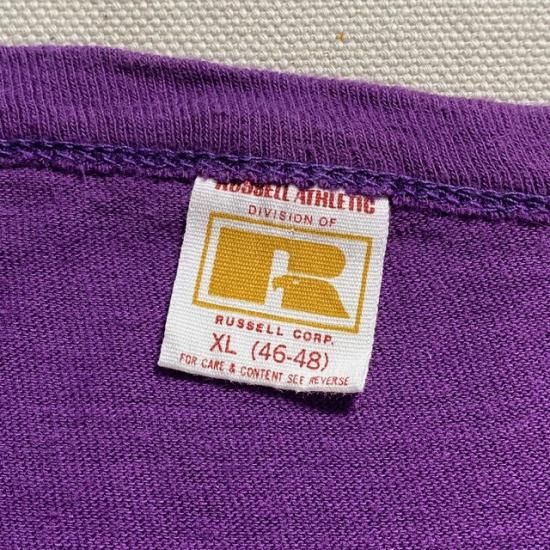 RUSSELL ATHLETIC
DIVISION OF
R
RUSSELL CORP.
XL (46-48)
FOR CARE & CONTENT SEE REVERSE